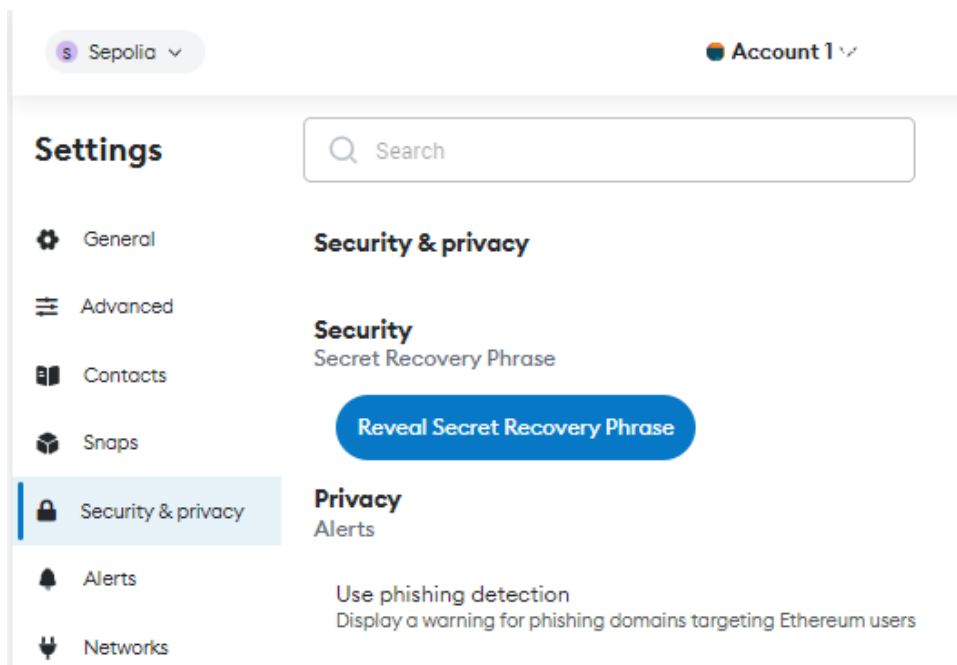 S Sepolia
Account 1
Settings
Search
General
Security & privacy
Advanced
Security
Secret Recovery Phrase
Contacts
Reveal Secret Recovery Phrase
Snaps
Privacy
Security & privacy
Alerts
Alerts
Use phishing detection
Display a warning for phishing domains targeting Ethereum users
Networks